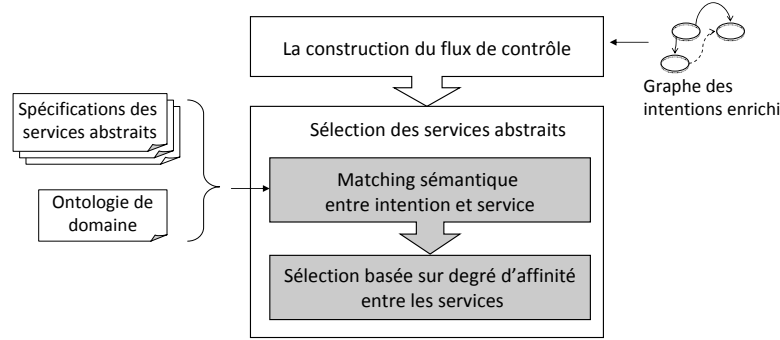 La construction du flux de contrôle
Graphe des
intentions enrichi
Spécifications des
services abstraits
Sélection des services abstraits
Matching sémantique
entre intention et service
Ontologie de
domaine
Sélection basée sur degré d'affinité
entre les services